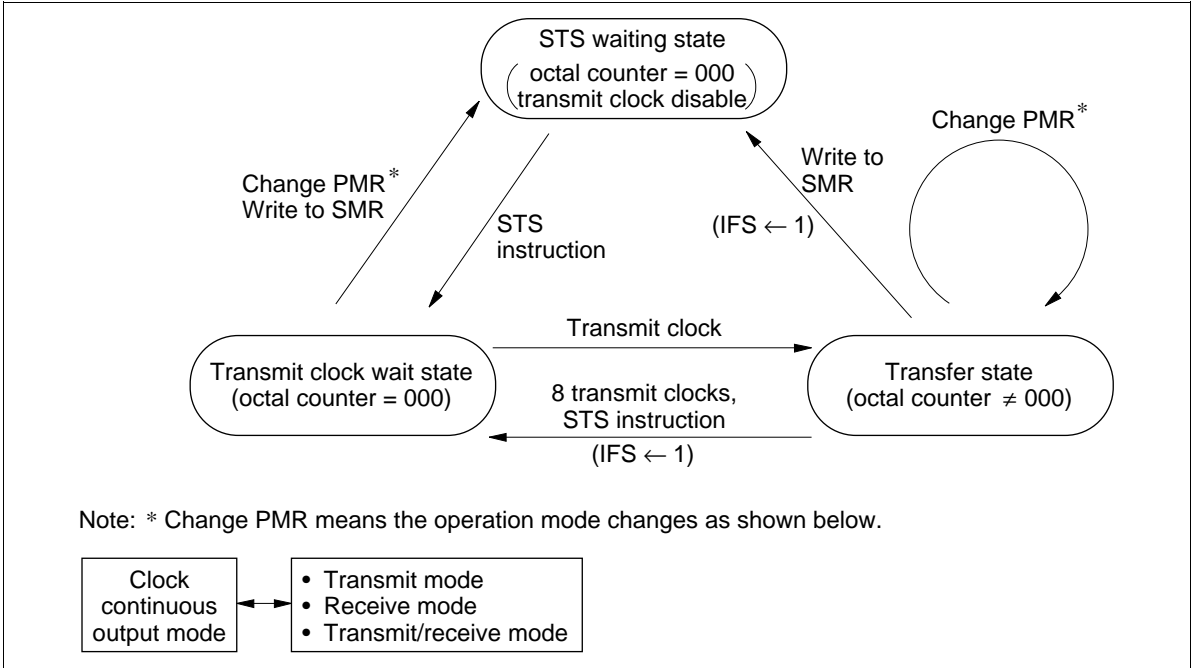 STS waiting state
octal counter = 000
transmit clock disable
Change PMR*
Change PMR*
Write to SMR
STS
instruction
Write to
SMR
(IFS ← 1)
Transmit clock
Transmit clock wait state
(octal counter = 000)
8 transmit clocks,
STS instruction
(IFS ← 1)
Transfer state
(octal counter ≠ 000)
Note: * Change PMR means the operation mode changes as shown below.
Clock
continuous
output mode
• Transmit mode
• Receive mode
• Transmit/receive mode